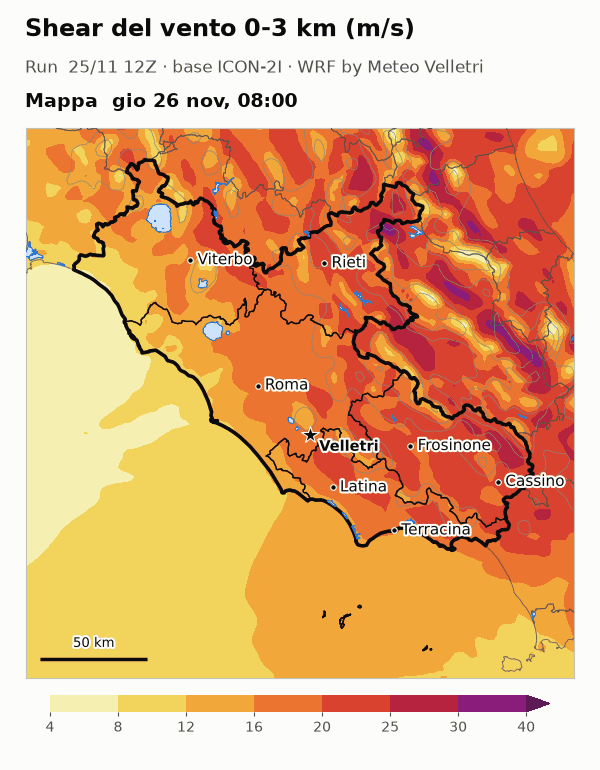 Shear del vento 0-3 km (m/s)
Run  25/11 12Z · base ICON-2I · WRF by Meteo Velletri
Mappa  gio 26 nov, 08:00
Viterbo
Rieti
Roma
Velletri
Frosinone
Latina
Cassino
Terracina
50 km
4 8 12 16 20 25 30 40